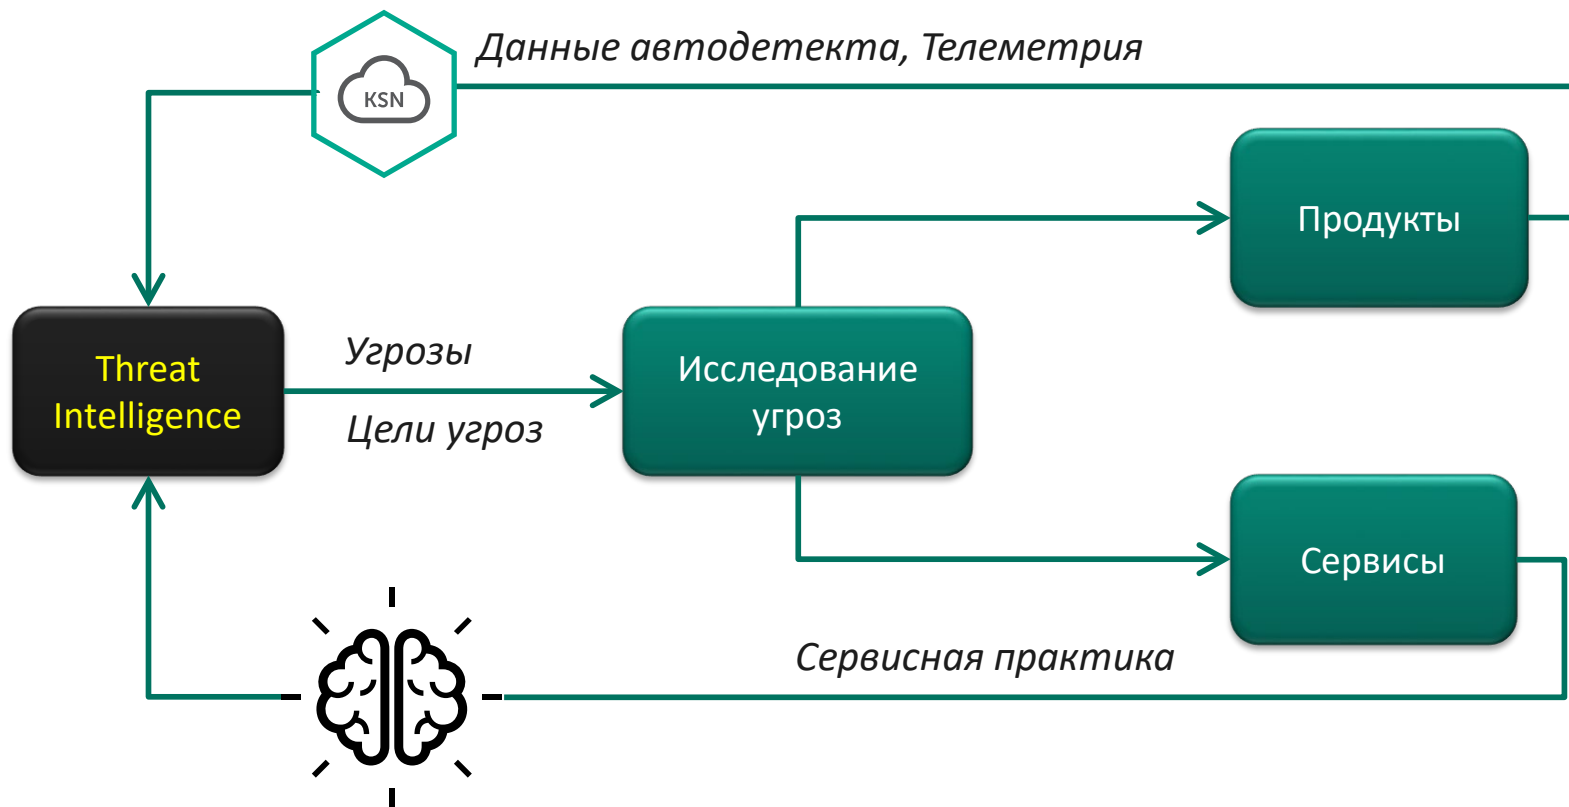 Данные автодетекта, Телеметрия
KSN
Продукты
Threat
Intelligence
Угрозы
Цели угроз
Исследование
угроз
Сервисы
Сервисная практика